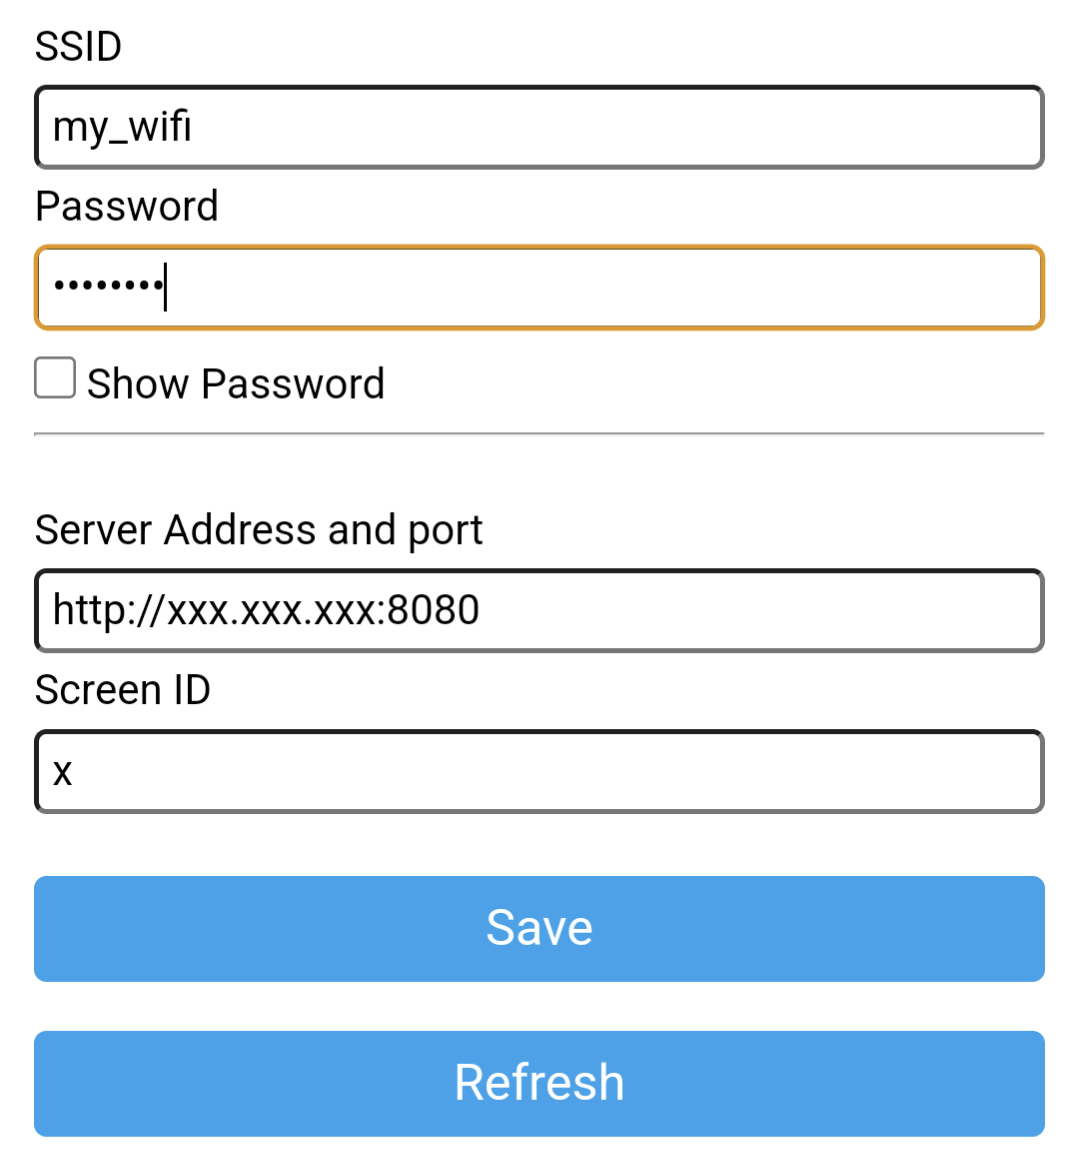 SSID
my_wifi
Password
••••••••
Show Password
Server Address and port
http://xxx.xxx.xxx:8080
Screen ID
x
Save
Refresh